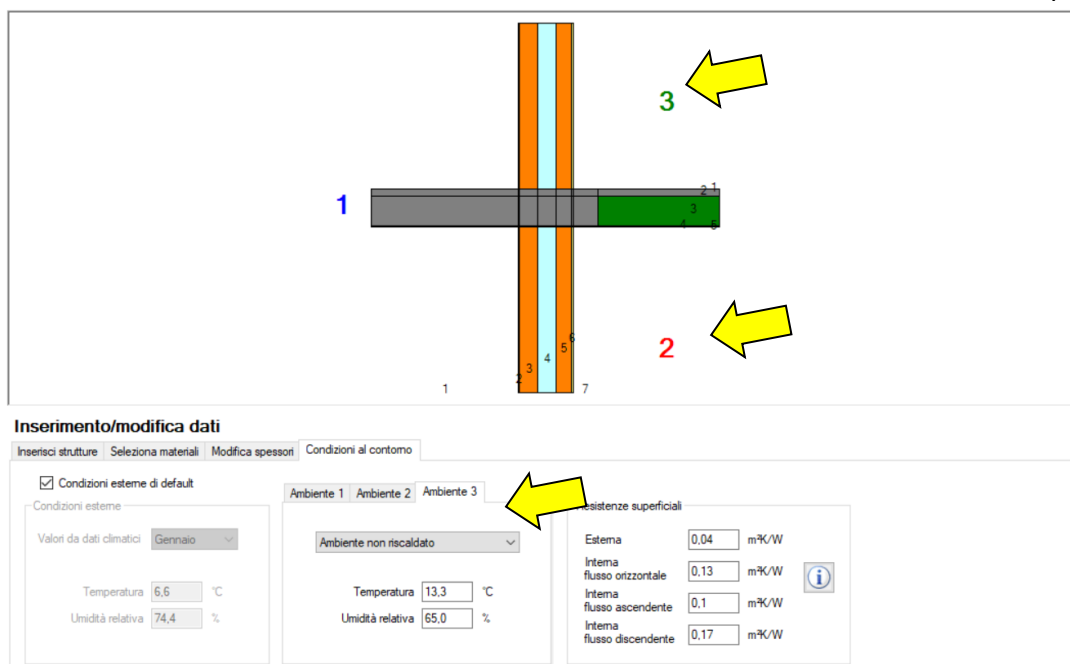 3
1
2 1
3
4 5
2
6
5
4
3
2
1
7
Inserimento/modifica dati
Inserisci strutture Seleziona materiali Modifica spessori Condizioni al contorno
Condizioni esterne di default
Ambiente 1 Ambiente 2 Ambiente 3
Condizioni esterne
Resistenze superficiali
Valori da dati climatici Gennaio
Ambiente non riscaldato
Esterna 0,04 m²K/W
Interna
flusso orizzontale 0,13 m²K/W
Temperatura 6,6 °C
Temperatura 13,3 °C
Interna
flusso ascendente 0,1 m²K/W
Umidità relativa 74,4 %
Umidità relativa 65,0 %
Interna
flusso discendente 0,17 m²K/W